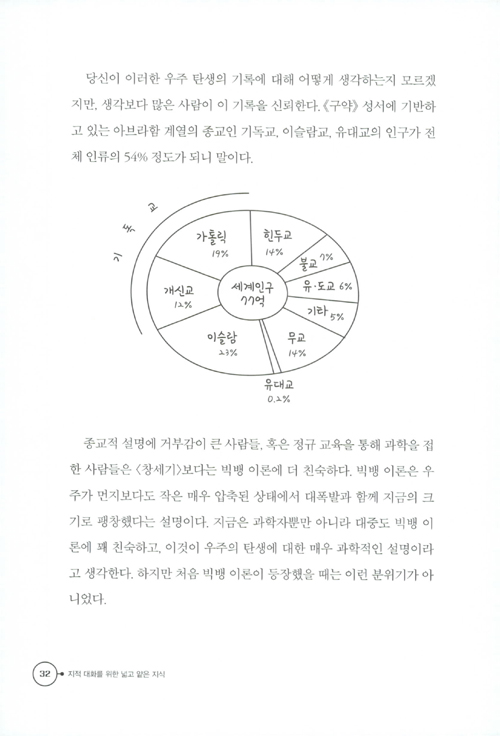 당신이 이러한 우주 탄생의 기록에 대해 어떻게 생각하는지 모르겠
지만, 생각보다 많은 사람이 이 기록을 신뢰한다. 《구약》 성서에 기반하
고 있는 아브라함 계열의 종교인 기독교, 이슬람교, 유대교의 인구가 전
체 인류의 54% 정도가 되니 말이다.
기독교
가톨릭
19%
힌두교
14%
불교 7%
유·도교 6%
기타 5%
무교
14%
유대교
0.2%
이슬람
23%
개신교
12%
세계인구
77억
종교적 설명에 거부감이 큰 사람들, 혹은 정규 교육을 통해 과학을 접
한 사람들은 〈창세기〉보다는 빅뱅 이론에 더 친숙하다. 빅뱅 이론은 우
주가 먼지보다도 작은 매우 압축된 상태에서 대폭발과 함께 지금의 크
기로 팽창했다는 설명이다. 지금은 과학자뿐만 아니라 대중도 빅뱅 이
론에 꽤 친숙하고, 이것이 우주의 탄생에 대한 매우 과학적인 설명이라
고 생각한다. 하지만 처음 빅뱅 이론이 등장했을 때는 이런 분위기가 아
니었다.
32
지적 대화를 위한 넓고 얕은 지식